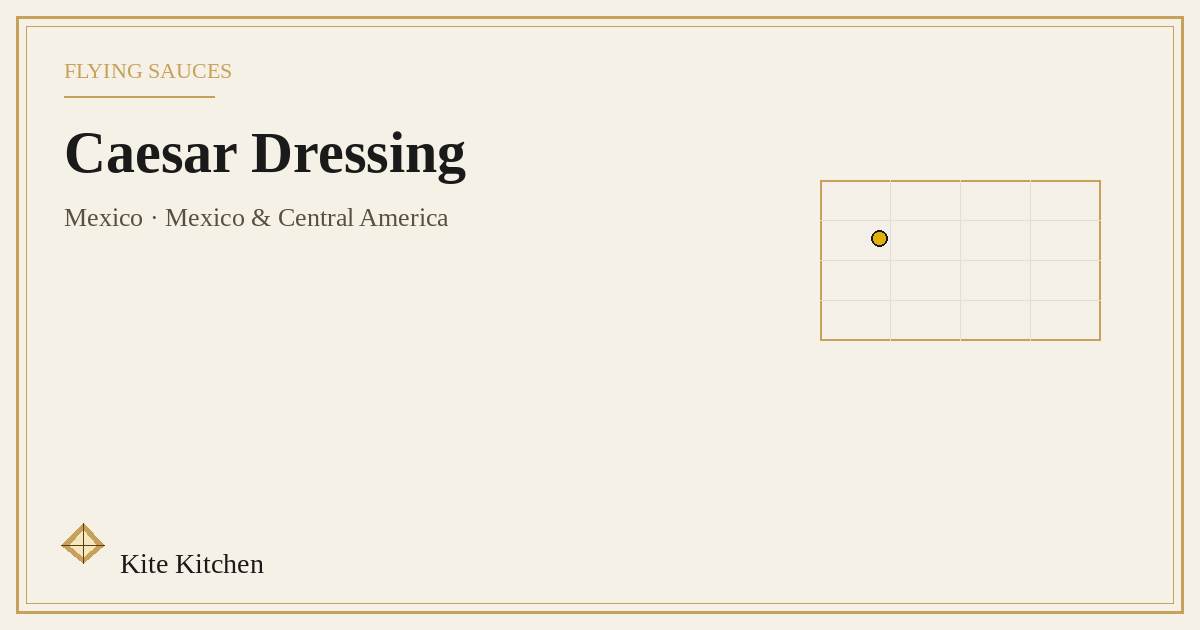 FLYING SAUCES
Caesar Dressing
Mexico · Mexico & Central America
Kite Kitchen